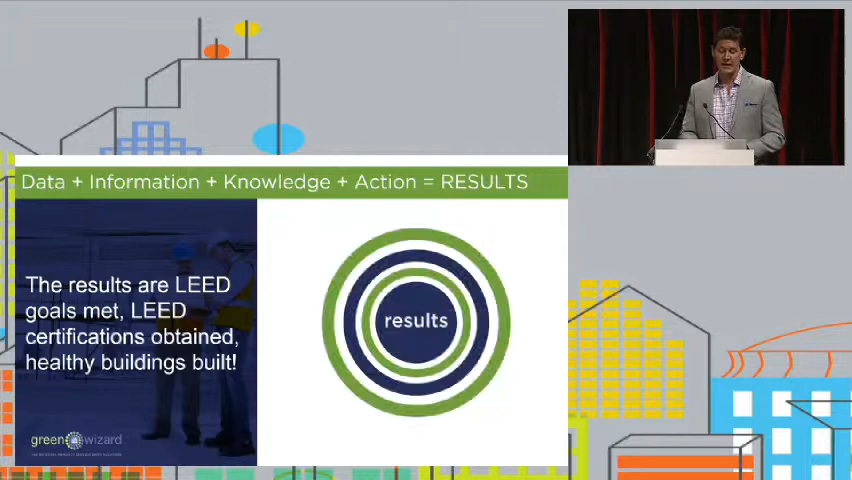 Data + Information + Knowledge + Action = RESULTS
The results are LEED
goals met, LEED
certifications obtained,
healthy buildings built!
results
green wizard